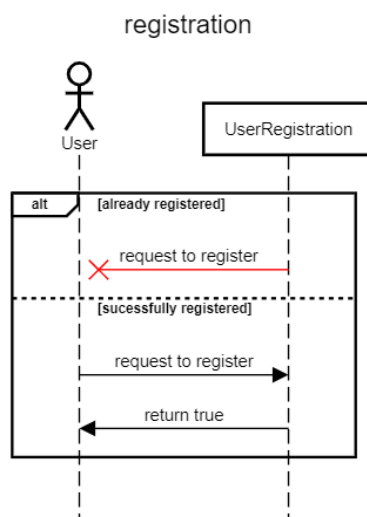 registration
User
UserRegistration
alt
[already registered]
request to register
[sucessfully registered]
request to register
return true